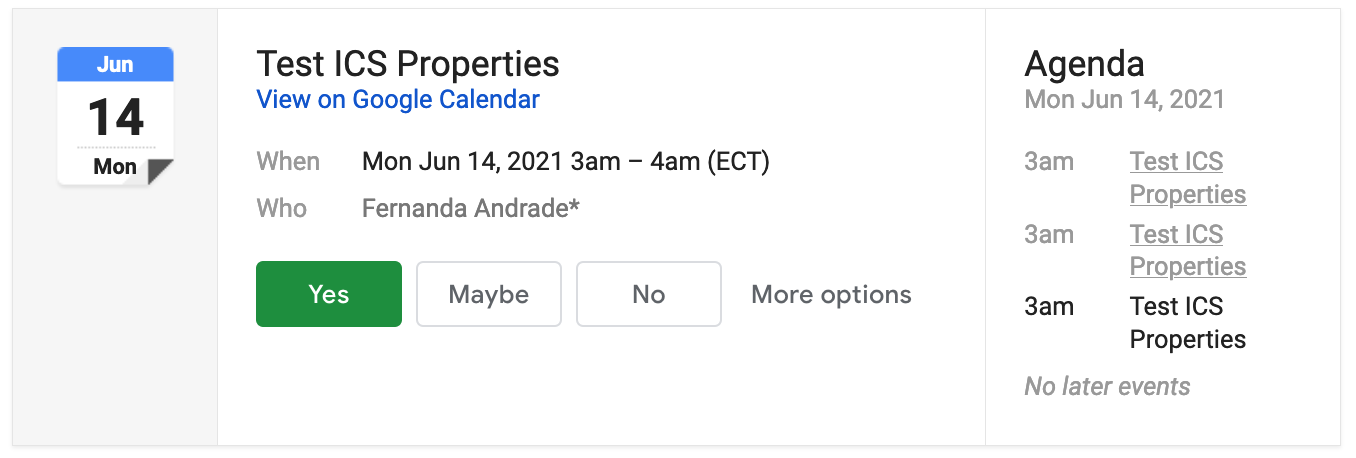 Jun
14
Mon
Test ICS Properties
View on Google Calendar
When Mon Jun 14, 2021 3am – 4am (ECT)
Who Fernanda Andrade*
Yes Maybe No More options
Agenda
Mon Jun 14, 2021
3am Test ICS
Properties
3am Test ICS
Properties
3am Test ICS
Properties
No later events